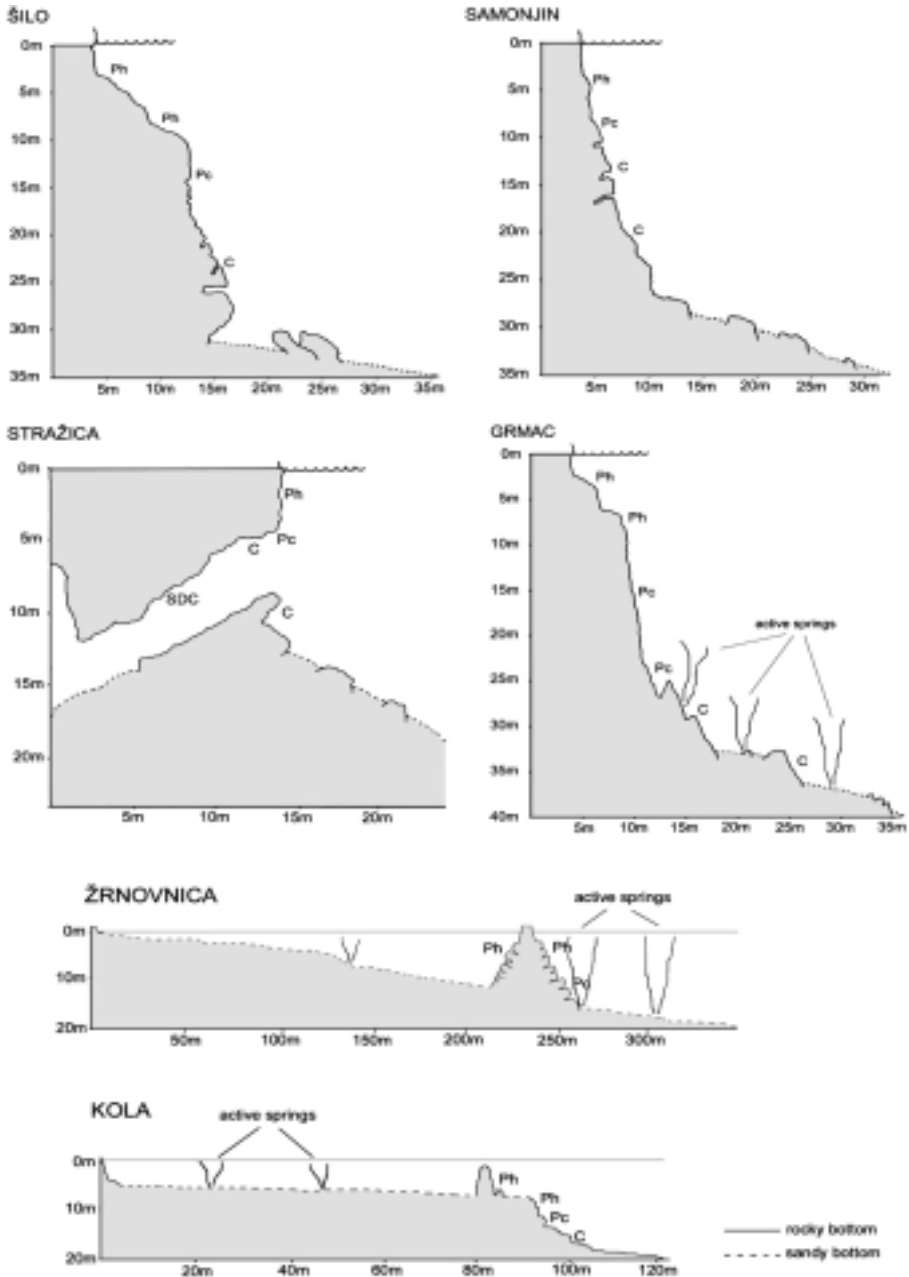 ŠILO
0m
5m
10m
15m
20m
25m
30m
35m
Ph
Ph
Pc
C
5m 10m 15m 20m 25m 30m 35m
SAMONJIN
0m
5m
10m
15m
20m
25m
30m
35m
Ph
Pc
C
C
5m 10m 15m 20m 25m 30m
STRAŽICA
0m
5m
10m
15m
20m
Ph
Pc
C
SDC
C
5m 10m 15m 20m
GRMAC
0m
5m
10m
15m
20m
25m
30m
35m
40m
Ph
Ph
Pc
active springs
Pc
C
C
5m 10m 15m 20m 25m 30m 35m
ŽRNOVNICA
active springs
0m
10m
20m
Ph Ph
Pc
50m 100m 150m 200m 250m 300m
KOLA
active springs
0m
10m
20m
Ph
Ph
Pc
C
20m 40m 60m 80m 100m 120m
rocky bottom
sandy bottom